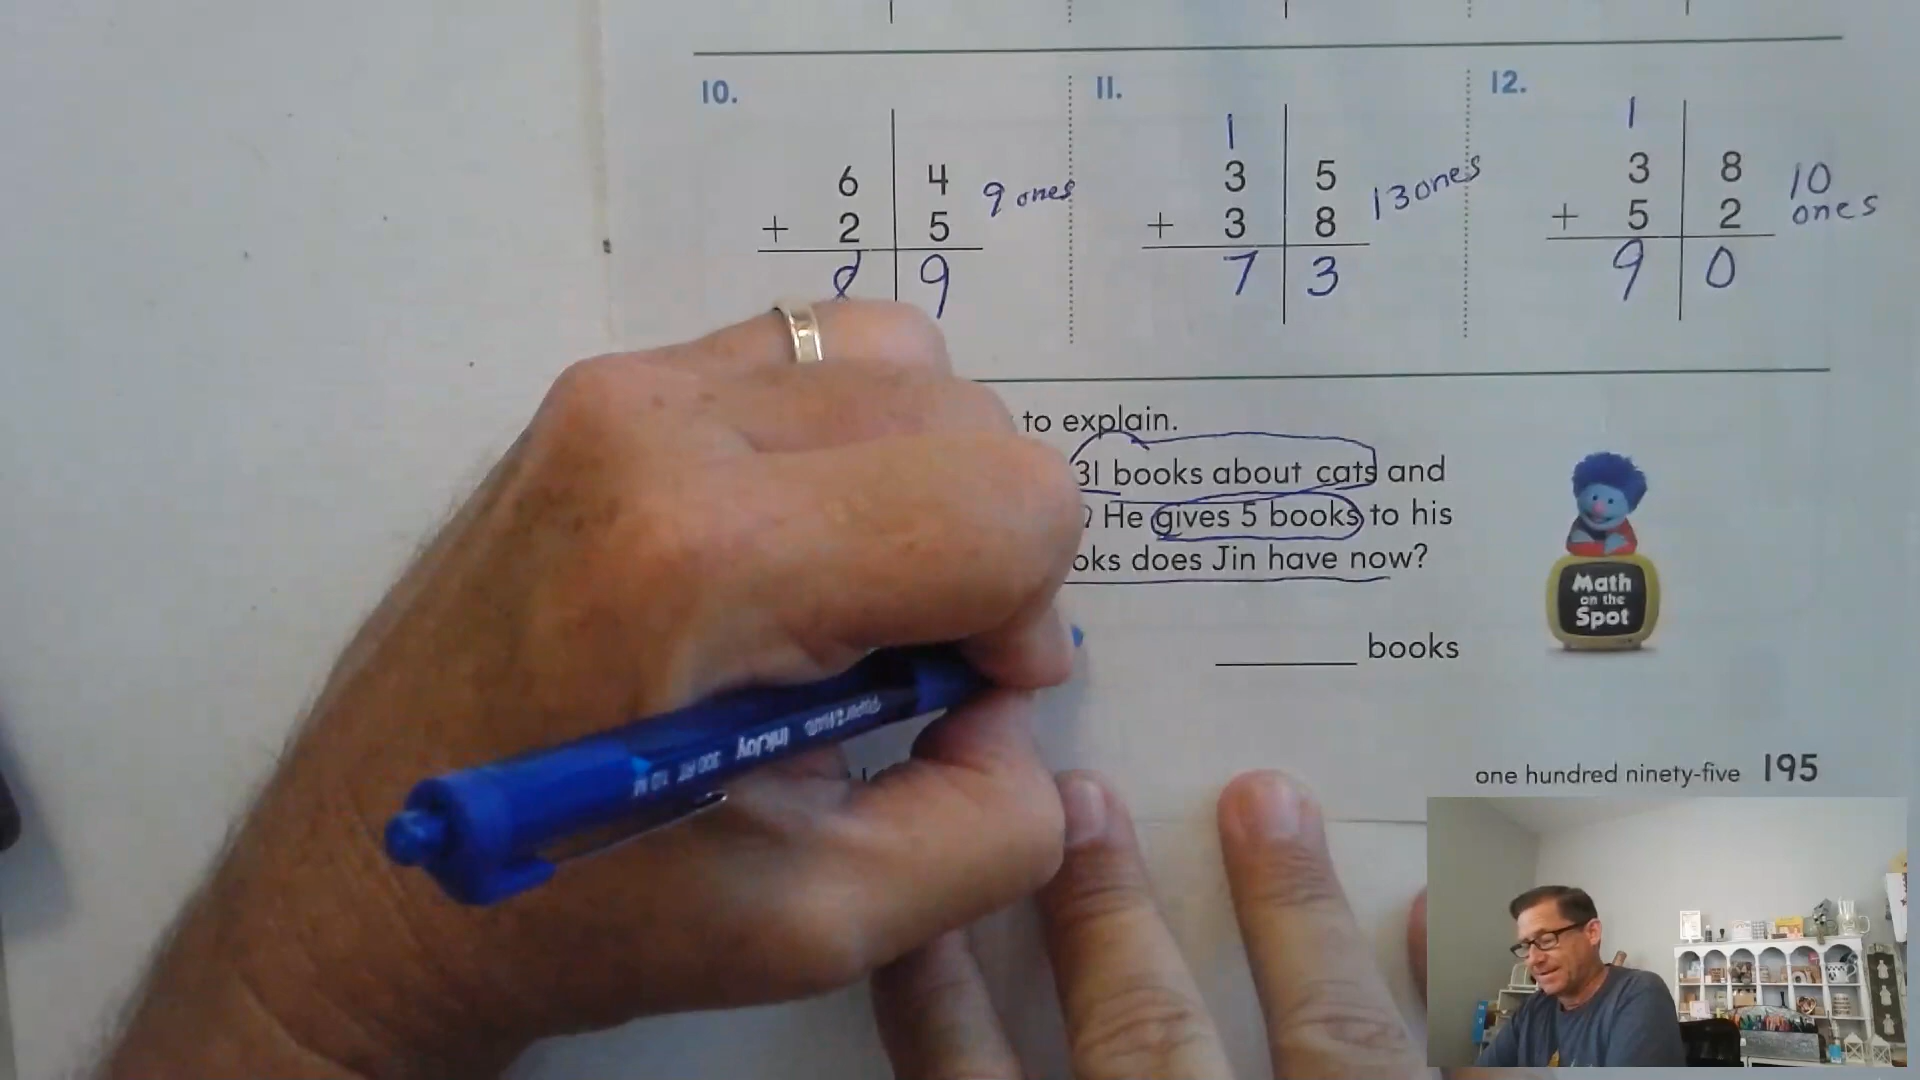 10.
11.
12.
1
1
6 4
9 ones
3 5
13 ones
3 8
10
ones
+ 2 5
+ 3 8
+ 5 2
8 9
7 3
9 0
to explain.
31 books about cats and
He gives 5 books to his
does Jin have now?
books
Math
on the
Spot
one hundred ninety-five 195
InkJoy